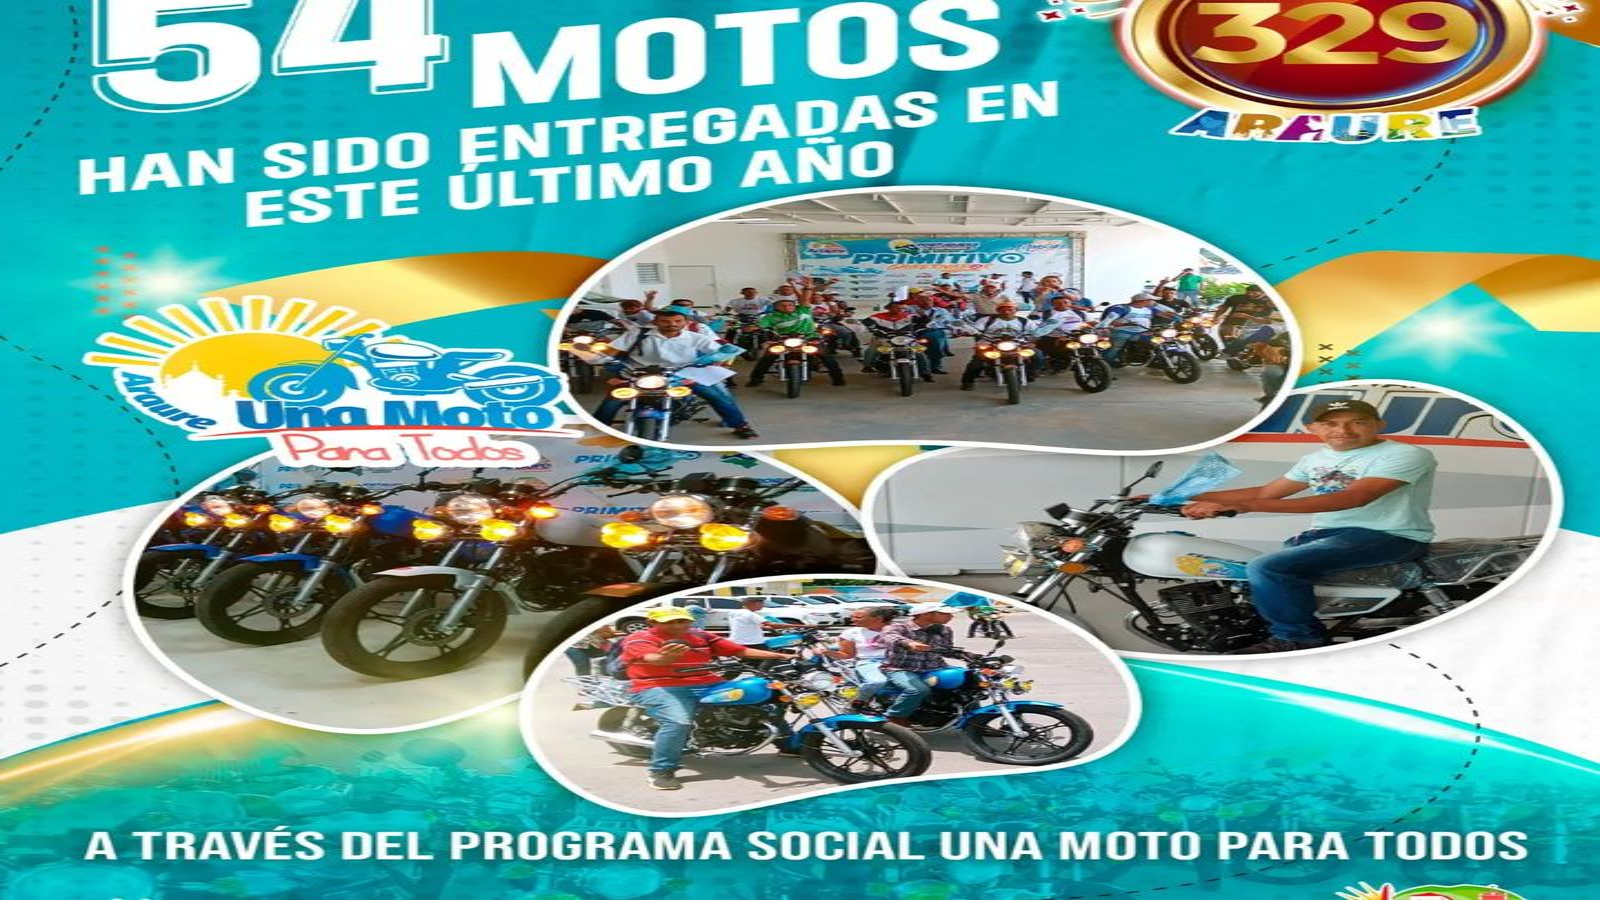 54 MOTOS
HAN SIDO ENTREGADAS EN
ESTE ÚLTIMO AÑO
329
ARAURE
PRIMITIVO
Araure
Una Moto
Para Todos
A TRAVÉS DEL PROGRAMA SOCIAL UNA MOTO PARA TODOS